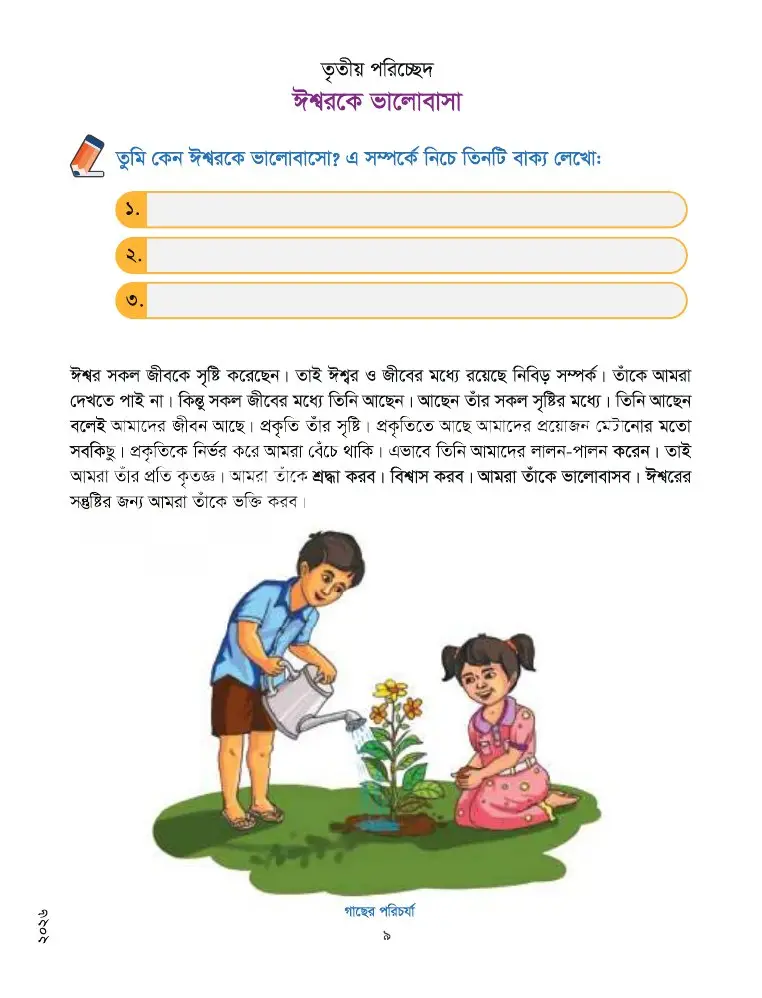 তৃতীয় পরিচ্ছেদ
ঈশ্বরকে ভালোবাসা
তুমি কেন ঈশ্বরকে ভালোবাসো? এ সম্পর্কে নিচে তিনটি বাক্য লেখো:
১.
২.
৩.
ঈশ্বর সকল জীবকে সৃষ্টি করেছেন। তাই ঈশ্বর ও জীবের মধ্যে রয়েছে নিবিড় সম্পর্ক। তাঁকে আমরা
দেখতে পাই না। কিন্তু সকল জীবের মধ্যে তিনি আছেন। আছেন তাঁর সকল সৃষ্টির মধ্যে। তিনি আছেন
বলেই আমাদের জীবন আছে। প্রকৃতি তাঁর সৃষ্টি। প্রকৃতিতে আছে আমাদের প্রয়োজন মেটানোর মতো
সবকিছু। প্রকৃতিকে নির্ভর করে আমরা বেঁচে থাকি। এভাবে তিনি আমাদের লালন-পালন করেন। তাই
আমরা তাঁর প্রতি কৃতজ্ঞ। আমরা তাঁকে শ্রদ্ধা করব। বিশ্বাস করব। আমরা তাঁকে ভালোবাসব। ঈশ্বরের
সন্তুষ্টির জন্য আমরা তাঁকে ভক্তি করব।
গাছের পরিচর্যা
৯
২০২৬